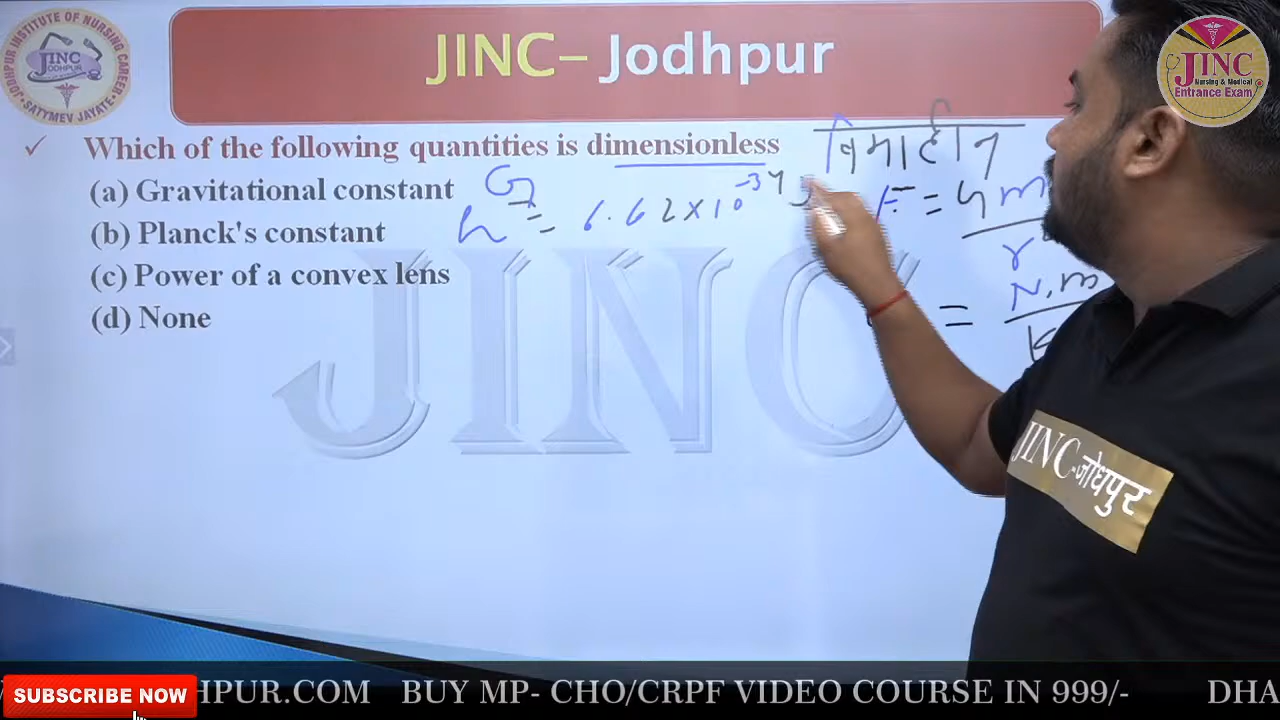 JODHPUR INSTITUTE OF NURSING CAREER
JINC
JODHPUR
SATYMEV JAYATE
JINC– Jodhpur
JINC
Nursing & Medical
Entrance Exam
✓ Which of the following quantities is dimensionless
विमाहीन
(a) Gravitational constant G
(b) Planck's constant h = 6.62×10⁻³⁴ J
F = G m
r
(c) Power of a convex lens
= N.m
K
(d) None
JINC
JINC-जोधपुर
SUBSCRIBE NOW
HPUR.COM BUY MP- CHO/CRPF VIDEO COURSE IN 999/- DHA